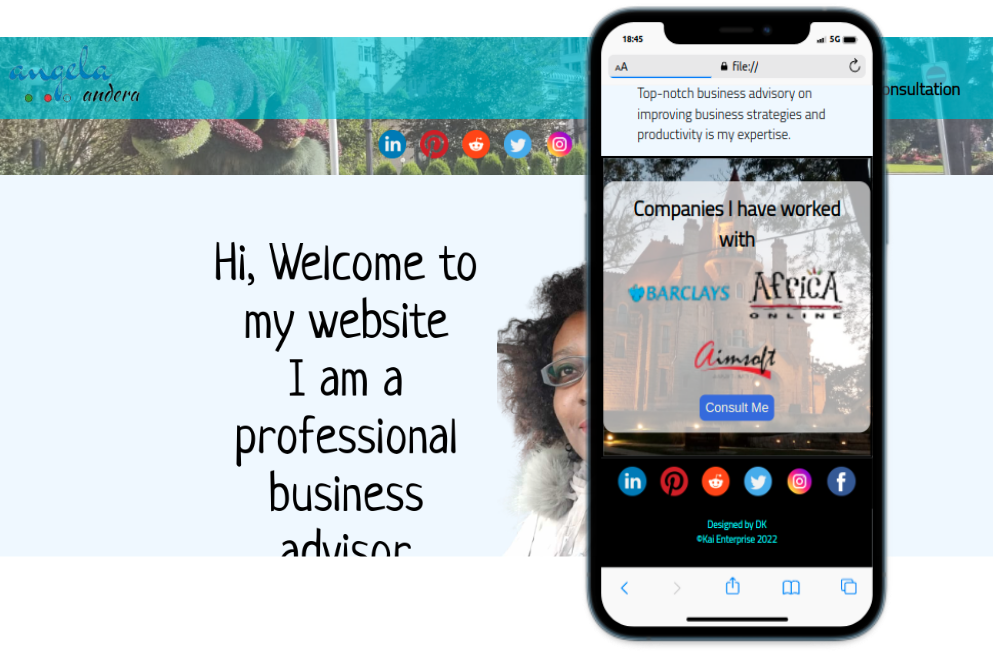 angela
andera
onsultation
Hi, Welcome to
my website
I am a
professional
business
advisor
18:45
5G
AA
file://
Top-notch business advisory on
improving business strategies and
productivity is my expertise.
Companies I have worked
with
BARCLAYS
AFRICA
ONLINE
Aimsoft
Consult Me
Designed by DK
©Kai Enterprise 2022